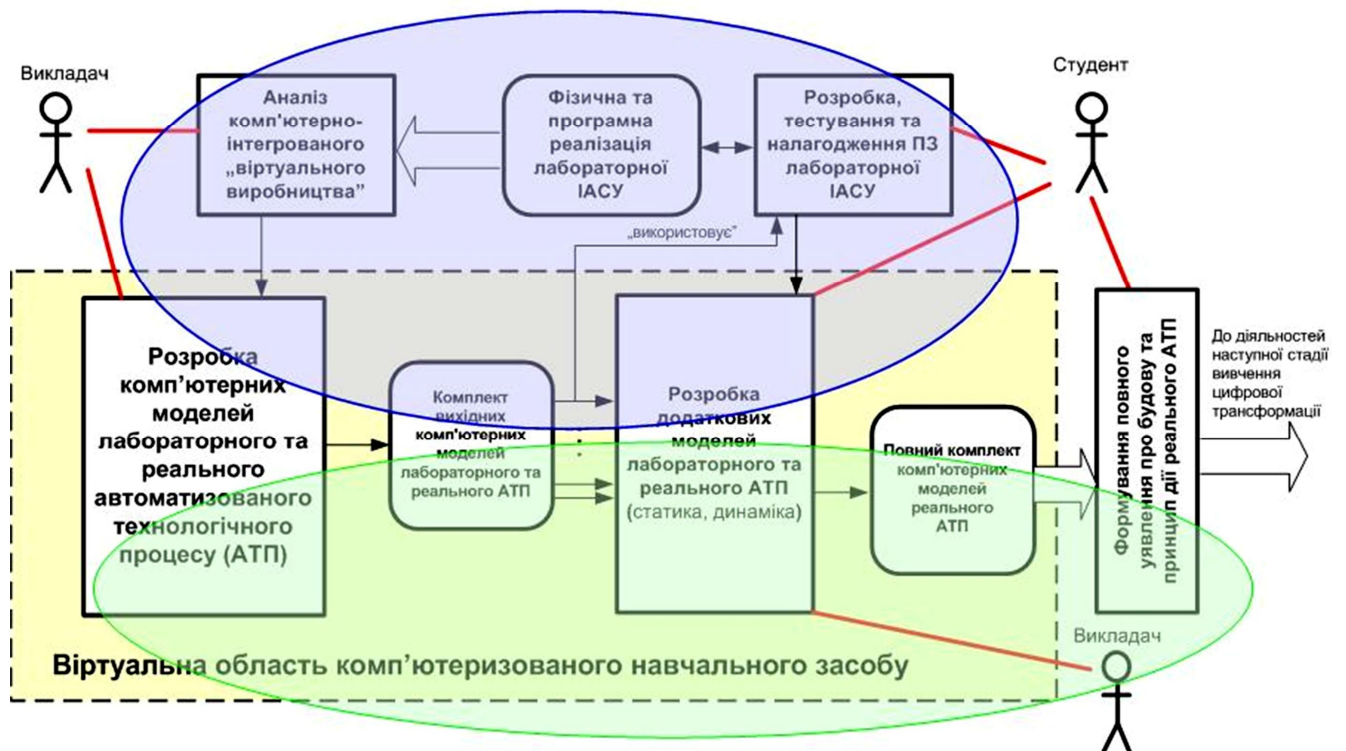 Викладач
Студент
Аналіз
комп'ютерно-
інтегрованого
„віртуального
виробництва”
Фізична та
програмна
реалізація
лабораторної
ІАСУ
Розробка,
тестування та
налагодження ПЗ
лабораторної
ІАСУ
„використовує”
Розробка
комп’ютерних
моделей
лабораторного та
реального
автоматизованого
технологічного
процесу (АТП)
Комплект
вихідних
комп'ютерних
моделей
лабораторного та
реального АТП
Розробка
додаткових
моделей
лабораторного та
реального АТП
(статика, динаміка)
Повний комплект
комп'ютерних
моделей
реального
АТП
Формування повного
уявлення про будову та
принцип дії реального АТП
До діяльностей
наступної стадії
вивчення
цифрової
трансформації
Викладач
Віртуальна область комп’ютеризованого навчального засобу